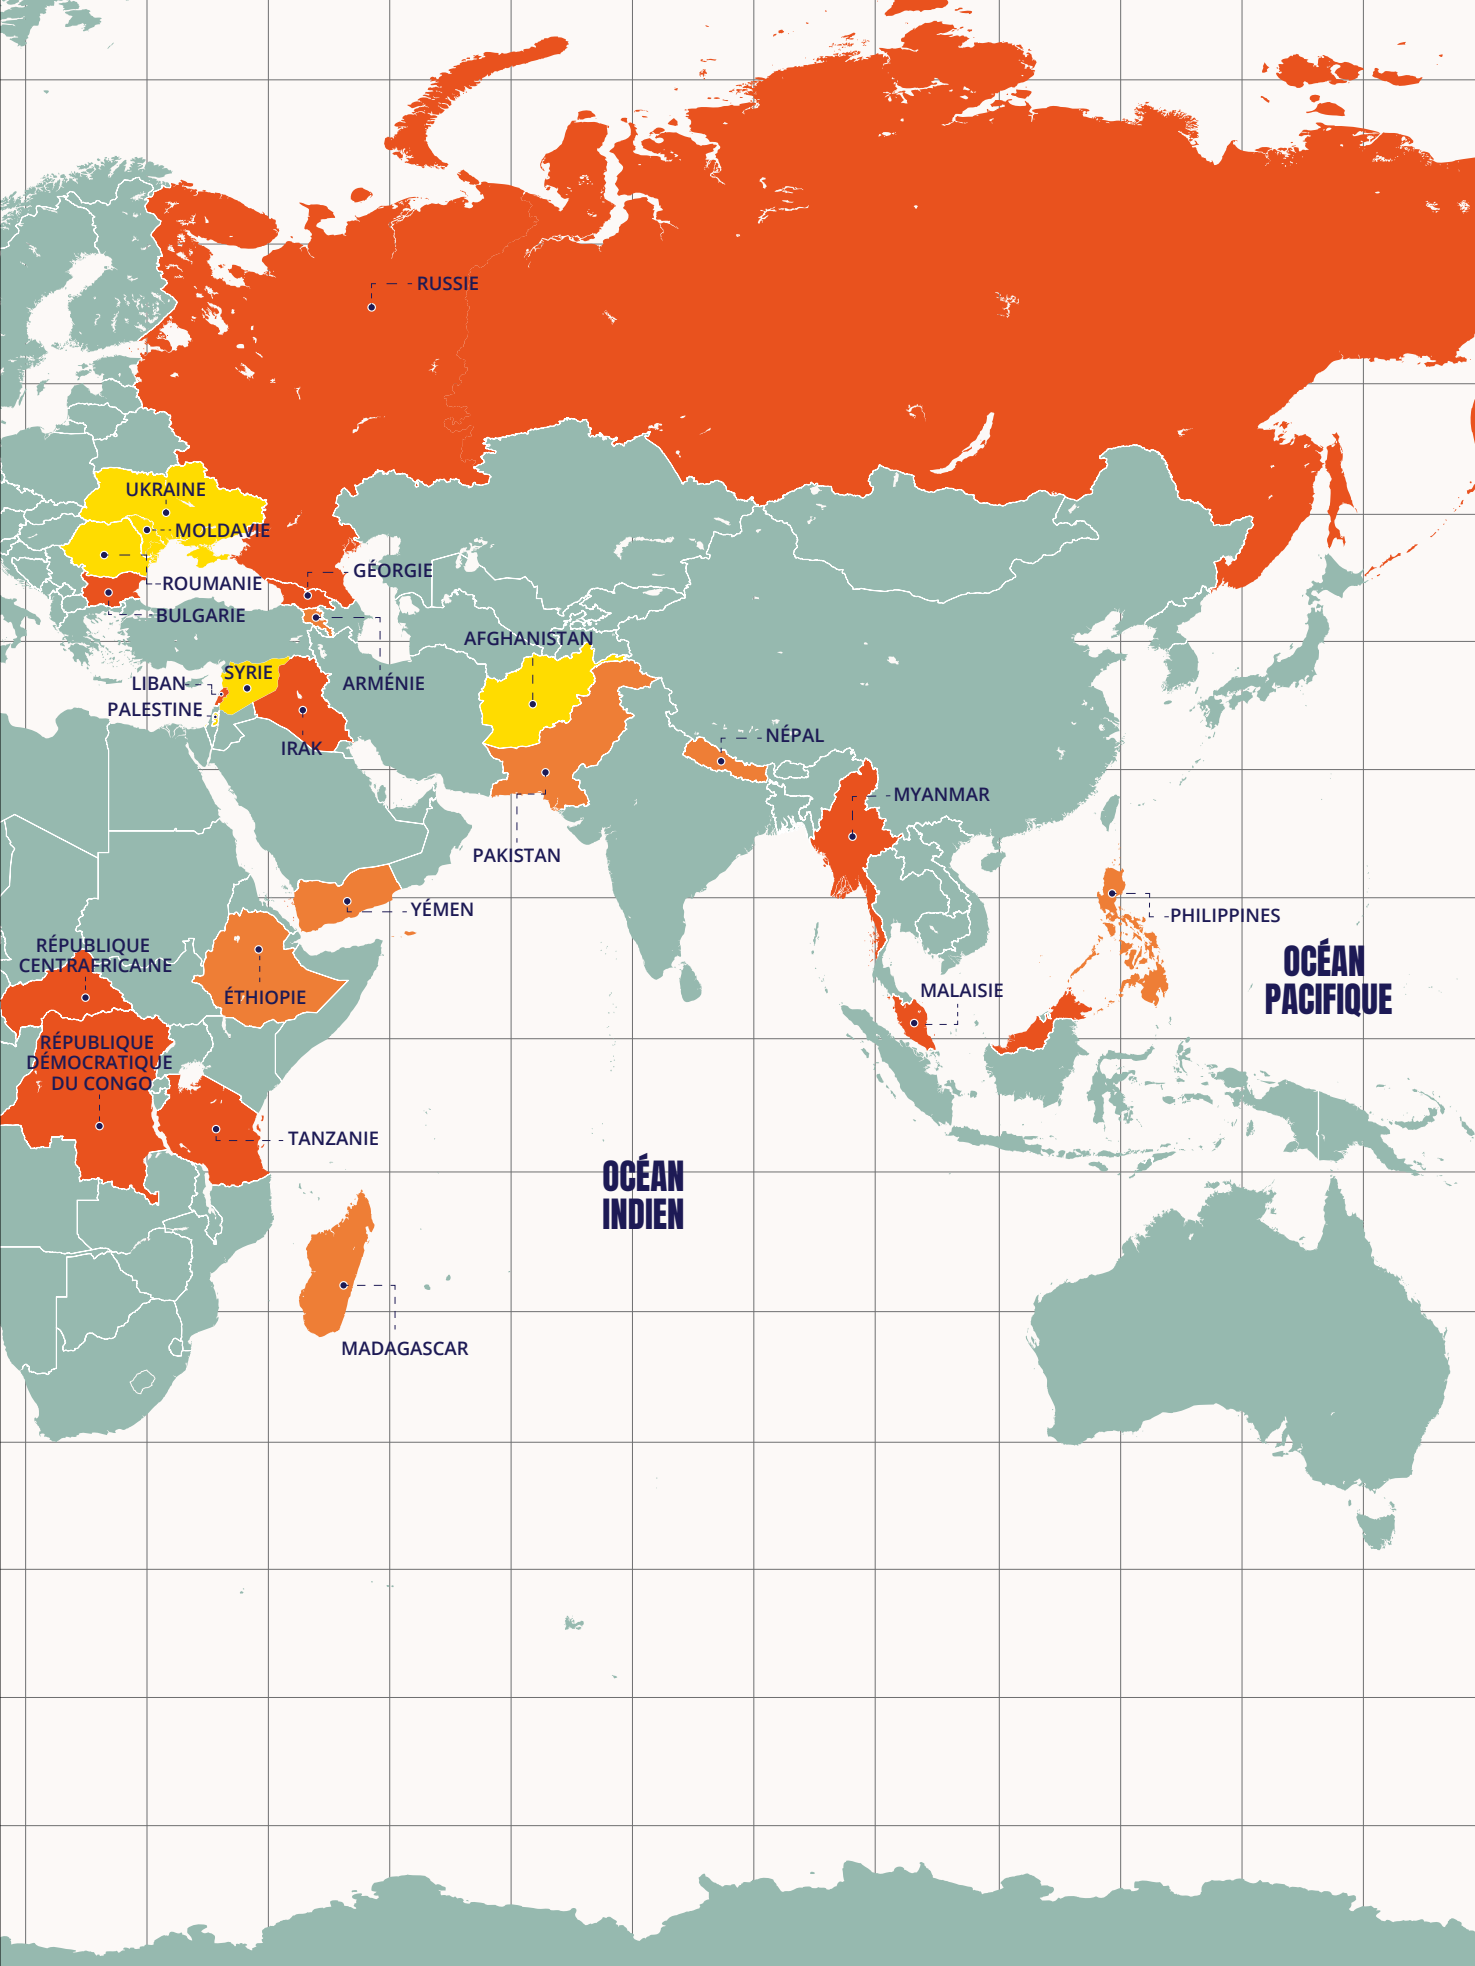 RUSSIE
UKRAINE
MOLDAVIE
GÉORGIE
ROUMANIE
BULGARIE
AFGHANISTAN
SYRIE
LIBAN
ARMÉNIE
PALESTINE
NÉPAL
IRAK
MYANMAR
PAKISTAN
YÉMEN
PHILIPPINES
RÉPUBLIQUE
CENTRAFRICAINE
OCÉAN
PACIFIQUE
ÉTHIOPIE
MALAISIE
RÉPUBLIQUE
DÉMOCRATIQUE
DU CONGO
TANZANIE
OCÉAN
INDIEN
MADAGASCAR